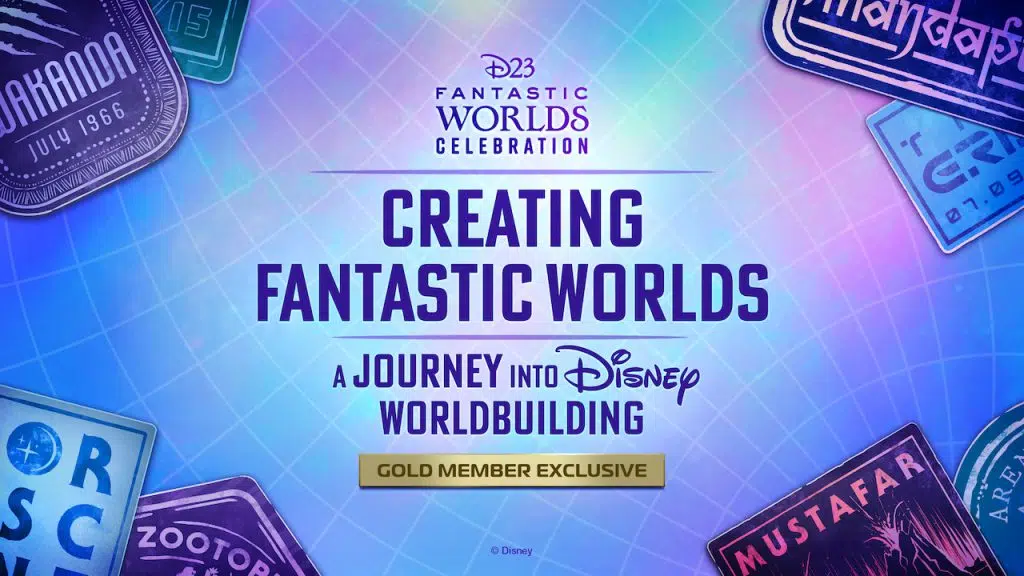 WAKANDA
JULY 1966
15
D23
FANTASTIC
WORLDS
CELEBRATION
CREATING
FANTASTIC WORLDS
A JOURNEY INTO Disney
WORLDBUILDING
GOLD MEMBER EXCLUSIVE
MUSTAFAR
© Disney